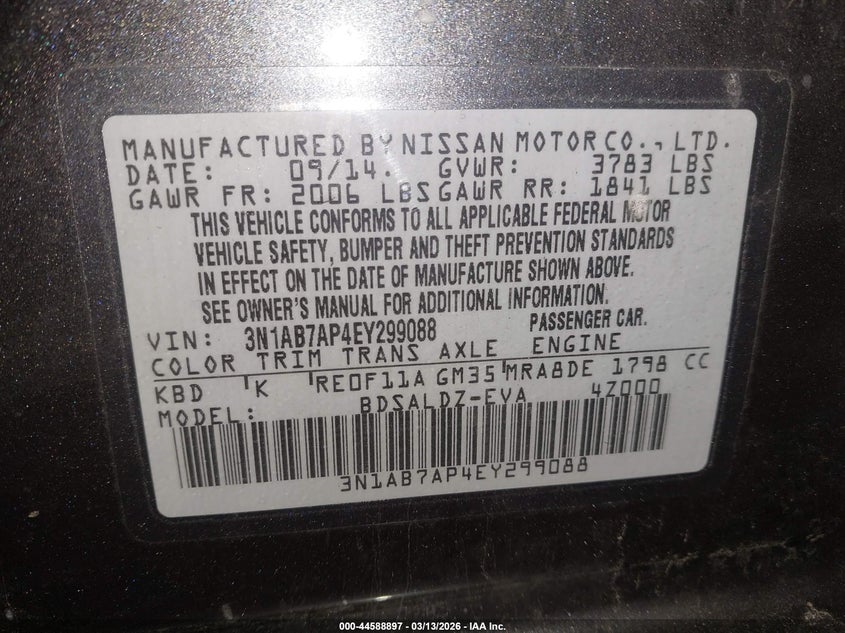 MANUFACTURED BY NISSAN MOTOR CO., LTD.
DATE: 09/14. GVWR: 3783 LBS
GAWR FR: 2006 LBS GAWR RR: 1841 LBS
THIS VEHICLE CONFORMS TO ALL APPLICABLE FEDERAL MOTOR
VEHICLE SAFETY, BUMPER AND THEFT PREVENTION STANDARDS
IN EFFECT ON THE DATE OF MANUFACTURE SHOWN ABOVE.
SEE OWNER'S MANUAL FOR ADDITIONAL INFORMATION.
VIN: 3N1AB7AP4EY299088 PASSENGER CAR.
COLOR TRIM TRANS AXLE ENGINE
KBD K RE0F11A GM35 MRA8DE 1798 CC
MODEL: BDSALDZ-EVA 4Z000
3N1AB7AP4EY299088
000-44588897 - 03/13/2026 - IAA Inc.